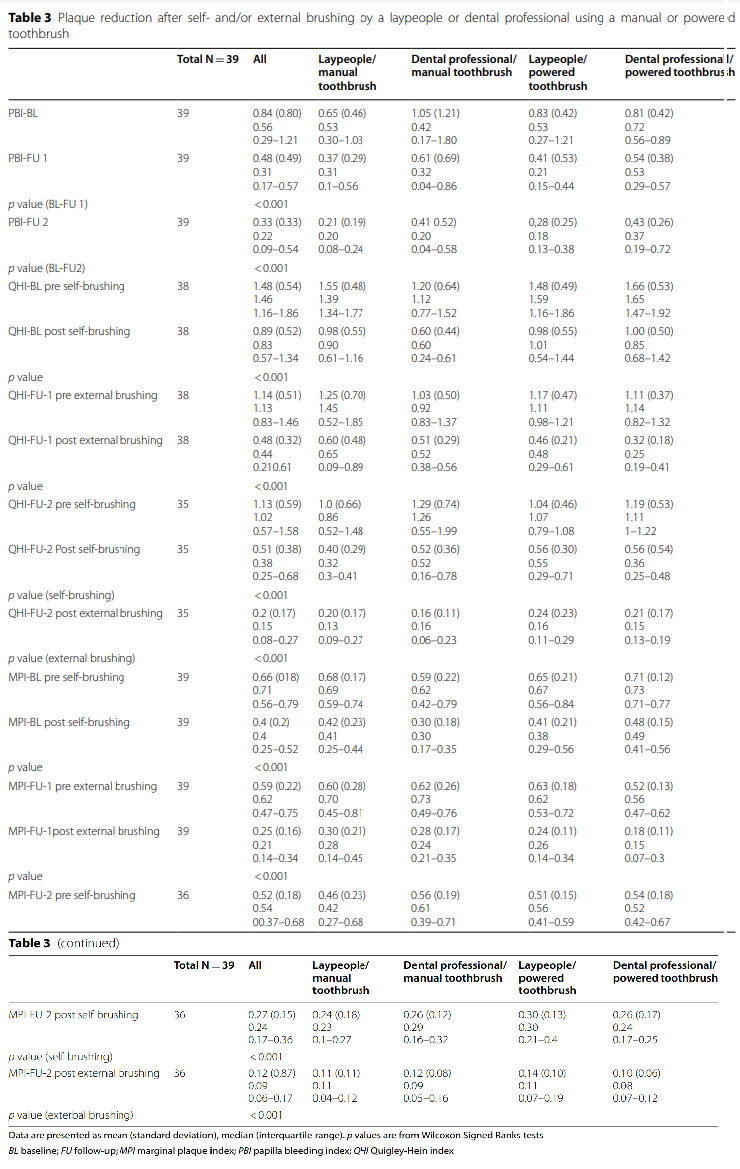 Table 3 Plaque reduction after self- and/or external brushing by a laypeople or dental professional using a manual or powered
toothbrush
Total N = 39 All Laypeople/ manual toothbrush Dental professional/ manual toothbrush Laypeople/ powered toothbrush Dental professional/ powered toothbrush
PBI-BL 39 0.84 (0.80) 0.65 (0.46) 1.05 (1.21) 0.83 (0.42) 0.81 (0.42)
0.56 0.53 0.42 0.53 0.72
0.29–1.21 0.30–1.03 0.17–1.80 0.27–1.21 0.56–0.89
PBI-FU 1 39 0.48 (0.49) 0.37 (0.29) 0.61 (0.69) 0.41 (0.53) 0.54 (0.38)
0.31 0.31 0.32 0.21 0.53
0.17–0.57 0.1–0.56 0.04–0.86 0.15–0.44 0.29–0.57
p value (BL-FU 1) < 0.001
PBI-FU 2 39 0.33 (0.33) 0.21 (0.19) 0.41 0.52) 0,28 (0.25) 0,43 (0.26)
0.22 0.20 0.20 0.18 0.37
0.09–0.54 0.08–0.24 0.04–0.58 0.13–0.38 0.19–0.72
p value (BL-FU2) < 0.001
QHI-BL pre self-brushing 38 1.48 (0.54) 1.55 (0.48) 1.20 (0.64) 1.48 (0.49) 1.66 (0.53)
1.46 1.39 1.12 1.59 1.65
1.16–1.86 1.34–1.77 0.77–1.52 1.16–1.86 1.47–1.92
QHI-BL post self-brushing 38 0.89 (0.52) 0.98 (0.55) 0.60 (0.44) 0.98 (0.55) 1.00 (0.50)
0.83 0.90 0.60 1.01 0.85
0.57–1.34 0.61–1.16 0.24–0.61 0.54–1.44 0.68–1.42
p value < 0.001
QHI-FU-1 pre external brushing 38 1.14 (0.51) 1.25 (0.70) 1.03 (0.50) 1.17 (0.47) 1.11 (0.37)
1.13 1.45 0.92 1.11 1.14
0.83–1.46 0.52–1.85 0.83–1.37 0.98–1.21 0.82–1.32
QHI-FU-1 post external brushing 38 0.48 (0.32) 0.60 (0.48) 0.51 (0.29) 0.46 (0.21) 0.32 (0.18)
0.44 0.65 0.52 0.48 0.25
0.210.61 0.09–0.89 0.38–0.56 0.29–0.61 0.19–0.41
p value < 0.001
QHI-FU-2 pre self-brushing 35 1.13 (0.59) 1.0 (0.66) 1.29 (0.74) 1.04 (0.46) 1.19 (0.53)
1.02 0.86 1.26 1.07 1.11
0.57–1.58 0.52–1.48 0.55–1.99 0.79–1.08 1–1.22
QHI-FU-2 Post self-brushing 35 0.51 (0.38) 0.40 (0.29) 0.52 (0.36) 0.56 (0.30) 0.56 (0.54)
0.38 0.32 0.52 0.55 0.36
0.25–0.68 0.3–0.41 0.16–0.78 0.29–0.71 0.25–0.48
p value (self-brushing) < 0.001
QHI-FU-2 post external brushing 35 0.2 (0.17) 0.20 (0.17) 0.16 (0.11) 0.24 (0.23) 0.21 (0.17)
0.15 0.13 0.16 0.16 0.15
0.08–0.27 0.09–0.27 0.06–0.23 0.11–0.29 0.13–0.19
p value (external brushing) < 0.001
MPI-BL pre self-brushing 39 0.66 (018) 0.68 (0.17) 0.59 (0.22) 0.65 (0.21) 0.71 (0.12)
0.71 0.69 0.62 0.67 0.73
0.56–0.79 0.59–0.74 0.42–0.79 0.56–0.84 0.71–0.77
MPI-BL post self-brushing 39 0.4 (0.2) 0.42 (0.23) 0.30 (0.18) 0.41 (0.21) 0.48 (0.15)
0.4 0.41 0.30 0.38 0.49
0.25–0.52 0.25–0.44 0.17–0.35 0.29–0.56 0.41–0.56
p value < 0.001
MPI-FU-1 pre external brushing 39 0.59 (0.22) 0.60 (0.28) 0.62 (0.26) 0.63 (0.18) 0.52 (0.13)
0.62 0.70 0.73 0.62 0.56
0.47–0.75 0.45–0.81 0.49–0.76 0.53–0.72 0.47–0.62
MPI-FU-1post external brushing 39 0.25 (0.16) 0.30 (0.21) 0.28 (0.17) 0.24 (0.11) 0.18 (0.11)
0.21 0.28 0.24 0.26 0.15
0.14–0.34 0.14–0.45 0.21–0.35 0.14–0.34 0.07–0.3
p value < 0.001
MPI-FU-2 pre self-brushing 36 0.52 (0.18) 0.46 (0.23) 0.56 (0.19) 0.51 (0.15) 0.54 (0.18)
0.54 0.42 0.61 0.56 0.52
00.37–0.68 0.27–0.68 0.39–0.71 0.41–0.59 0.42–0.67
Table 3 (continued)
Total N = 39 All Laypeople/ manual toothbrush Dental professional/ manual toothbrush Laypeople/ powered toothbrush Dental professional/ powered toothbrush
MPI-FU 2 post self-brushing 36 0.27 (0.15) 0.24 (0.18) 0.26 (0.12) 0.30 (0.13) 0.26 (0.17)
0.24 0.23 0.29 0.30 0.24
0.17–0.36 0.1–0.27 0.16–0.32 0.21–0.4 0.17–0.25
p value (self brushing) < 0.001
MPI-FU-2 post external brushing 36 0.12 (0.87) 0.11 (0.11) 0.12 (0.08) 0.14 (0.10) 0.10 (0.06)
0.09 0.11 0.09 0.11 0.08
0.06–0.17 0.04–0.12 0.05–0.16 0.07–0.19 0.07–0.12
p value (exterbal brushing) < 0.001
Data are presented as mean (standard deviation), median (interquartile range). p values are from Wilcoxon Signed Ranks tests
BL baseline; FU follow-up; MPI marginal plaque index; PBI papilla bleeding index; QHI Quigley-Hein index